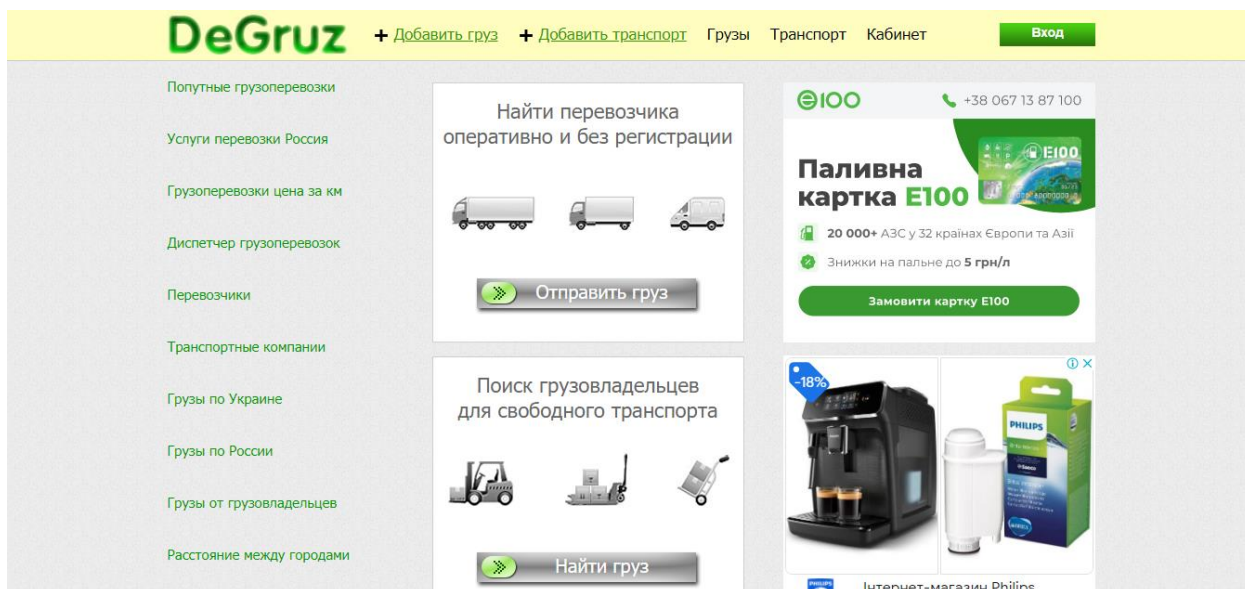 DeGruz
+ Добавить груз + Добавить транспорт Грузы Транспорт Кабинет Вход
Попутные грузоперевозки
Услуги перевозки Россия
Грузоперевозки цена за км
Диспетчер грузоперевозок
Перевозчики
Транспортные компании
Грузы по Украине
Грузы по России
Грузы от грузовладельцев
Расстояние между городами
Найти перевозчика
оперативно и без регистрации
Отправить груз
Поиск грузовладельцев
для свободного транспорта
Найти груз
e100 +38 067 13 87 100
Паливна
картка E100
E100
20 000+ АЗС у 32 країнах Європи та Азії
Знижки на пальне до 5 грн/л
Замовити картку E100
-18%
PHILIPS
Saeco
PHILIPS
Інтернет-магазин Philips